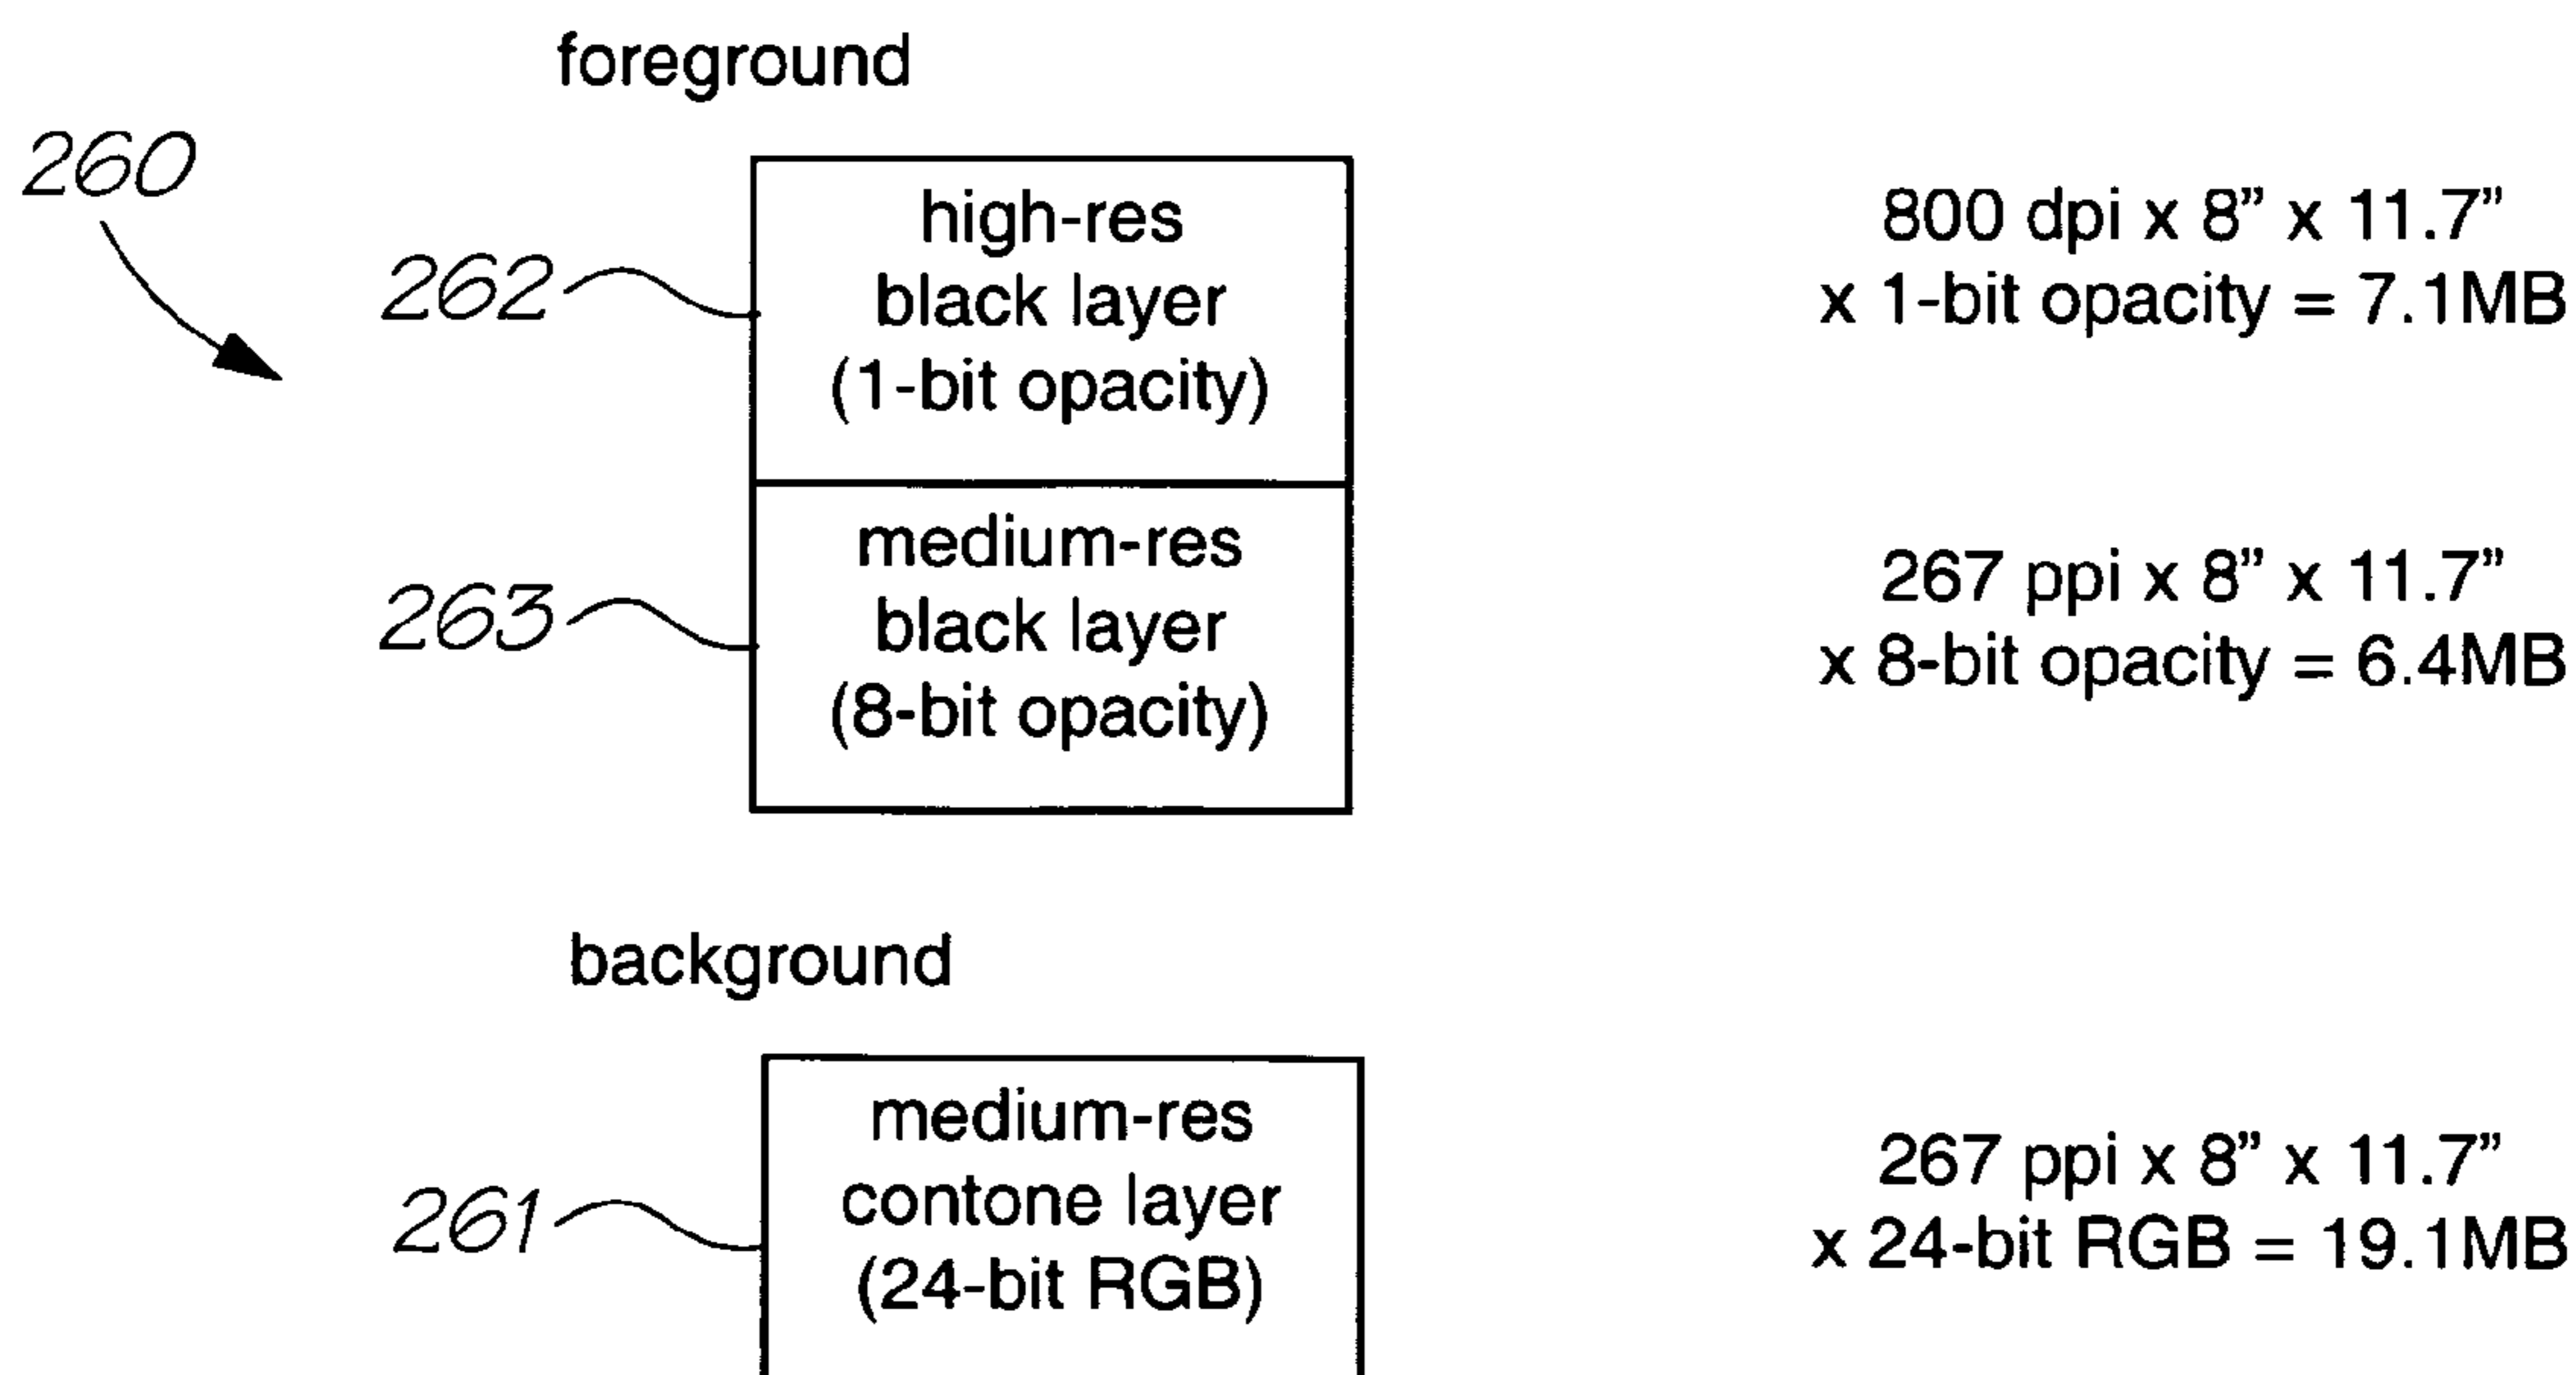 foreground
260
262
high-res
black layer
(1-bit opacity)
800 dpi x 8” x 11.7”
x 1-bit opacity = 7.1MB
263
medium-res
black layer
(8-bit opacity)
267 ppi x 8” x 11.7”
x 8-bit opacity = 6.4MB
background
261
medium-res
contone layer
(24-bit RGB)
267 ppi x 8” x 11.7”
x 24-bit RGB = 19.1MB